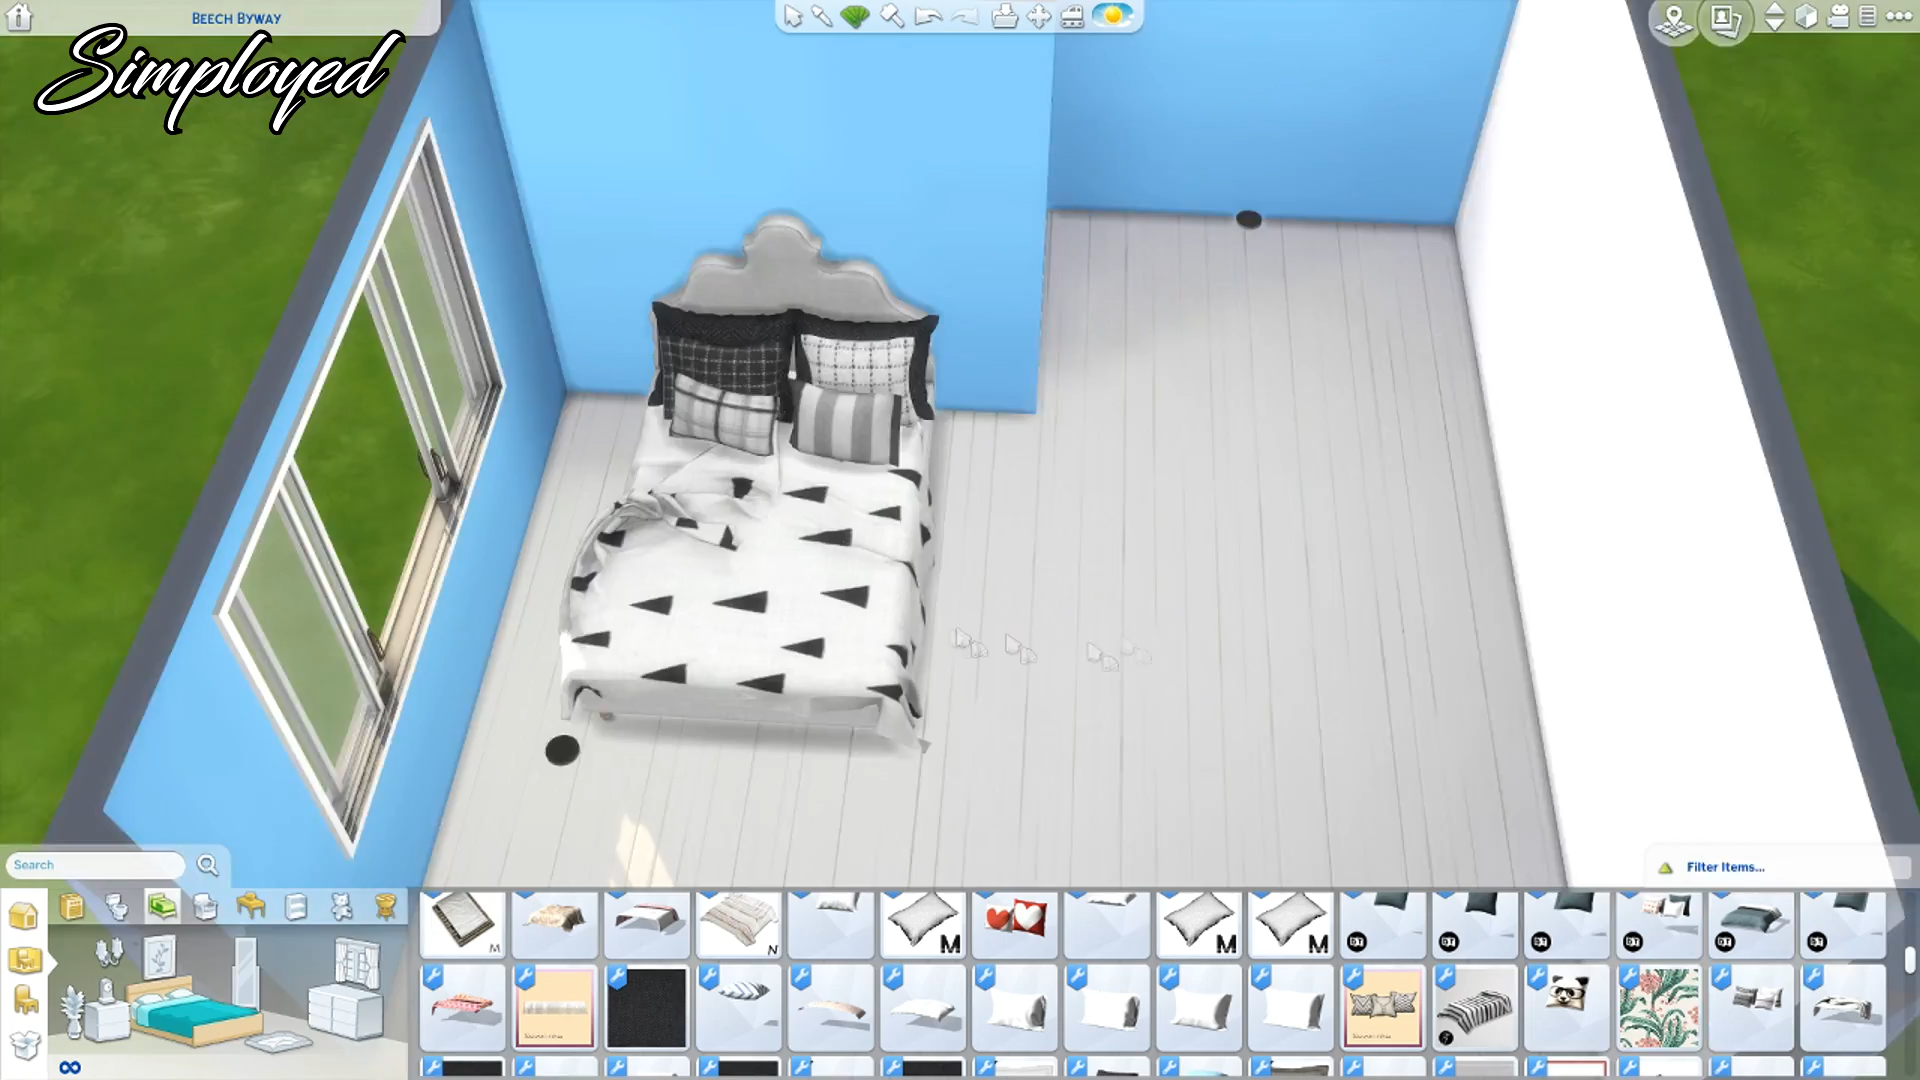 BEECH BYWAY
Simployed
Search
Filter Items...
M
N
M
M
M